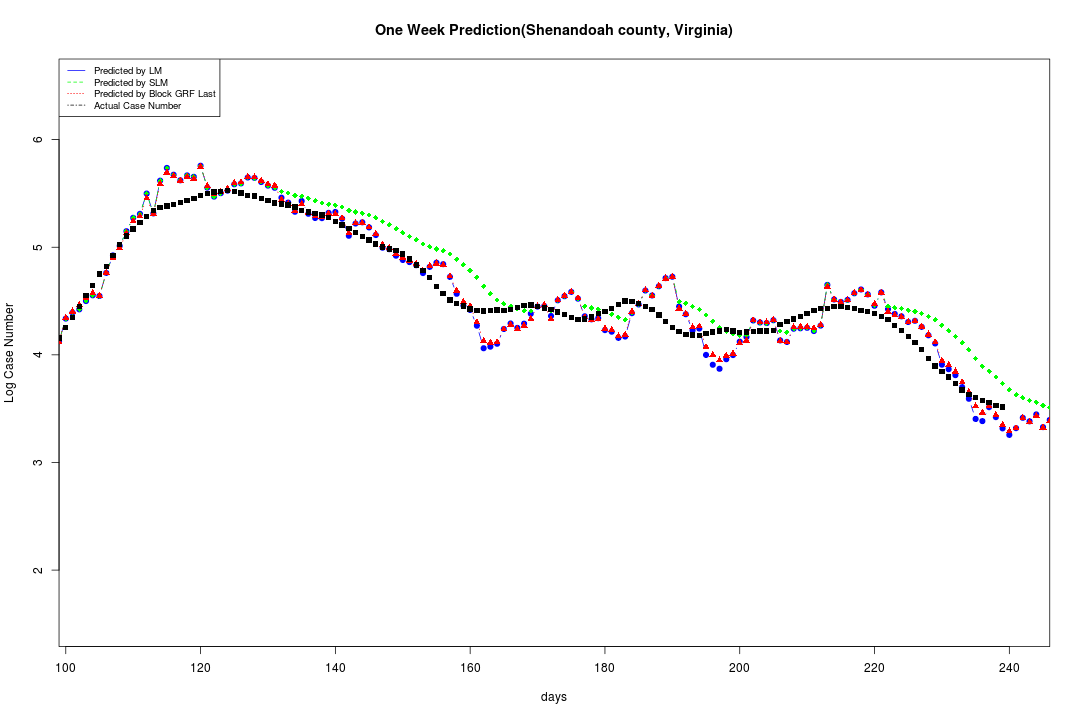 One Week Prediction(Shenandoah county, Virginia)
Predicted by LM
Predicted by SLM
Predicted by Block GRF Last
Actual Case Number
6
5
4
3
2
Log Case Number
100 120 140 160 180 200 220 240
days